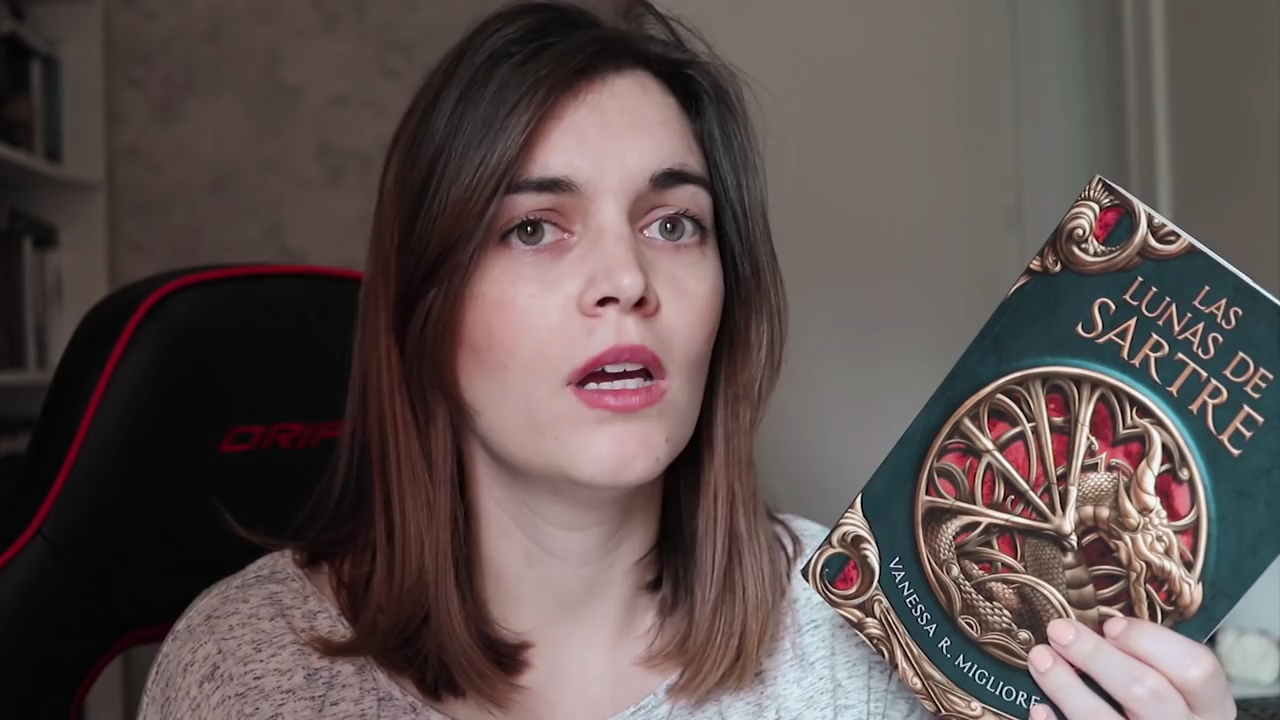 DRIF
LAS
LUNAS DE
SARTRE
VANESSA R. MIGLIORE